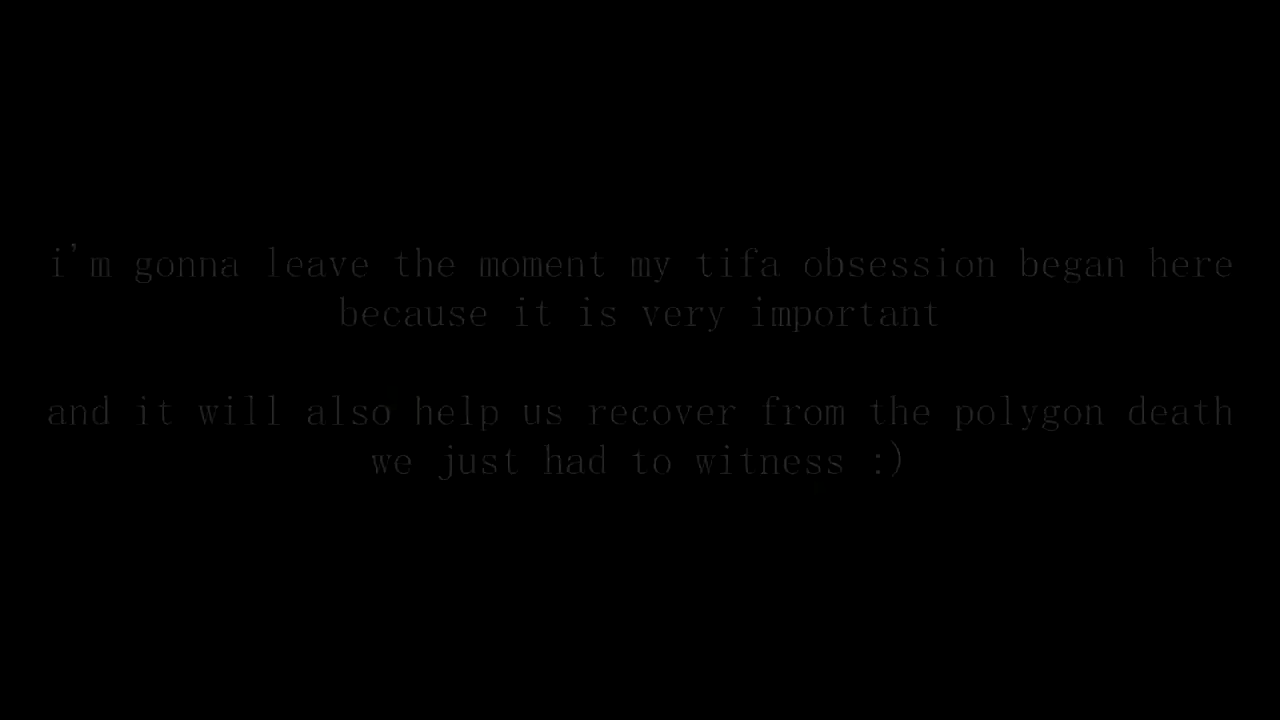 i'm gonna leave the moment my tifa obsession began here
because it is very important
and it will also help us recover from the polygon death
we just had to witness :)